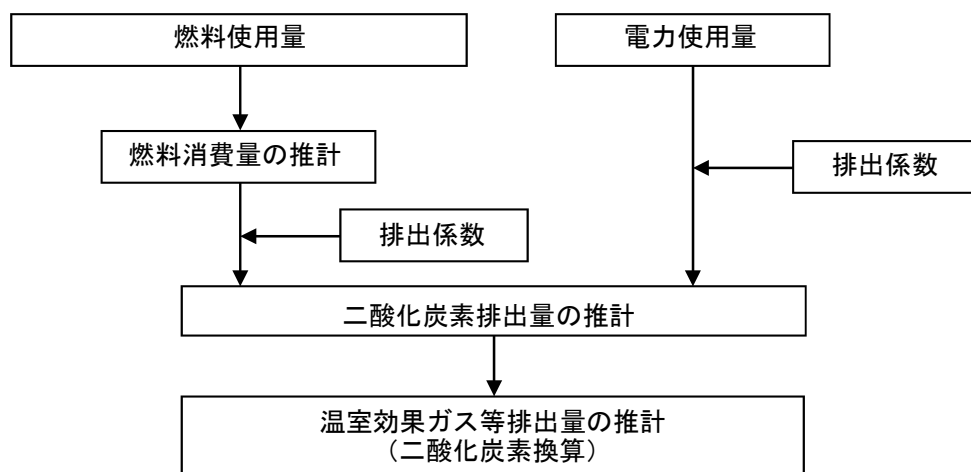 燃料使用量
電力使用量
燃料消費量の推計
排出係数
排出係数
二酸化炭素排出量の推計
温室効果ガス等排出量の推計
（二酸化炭素換算）